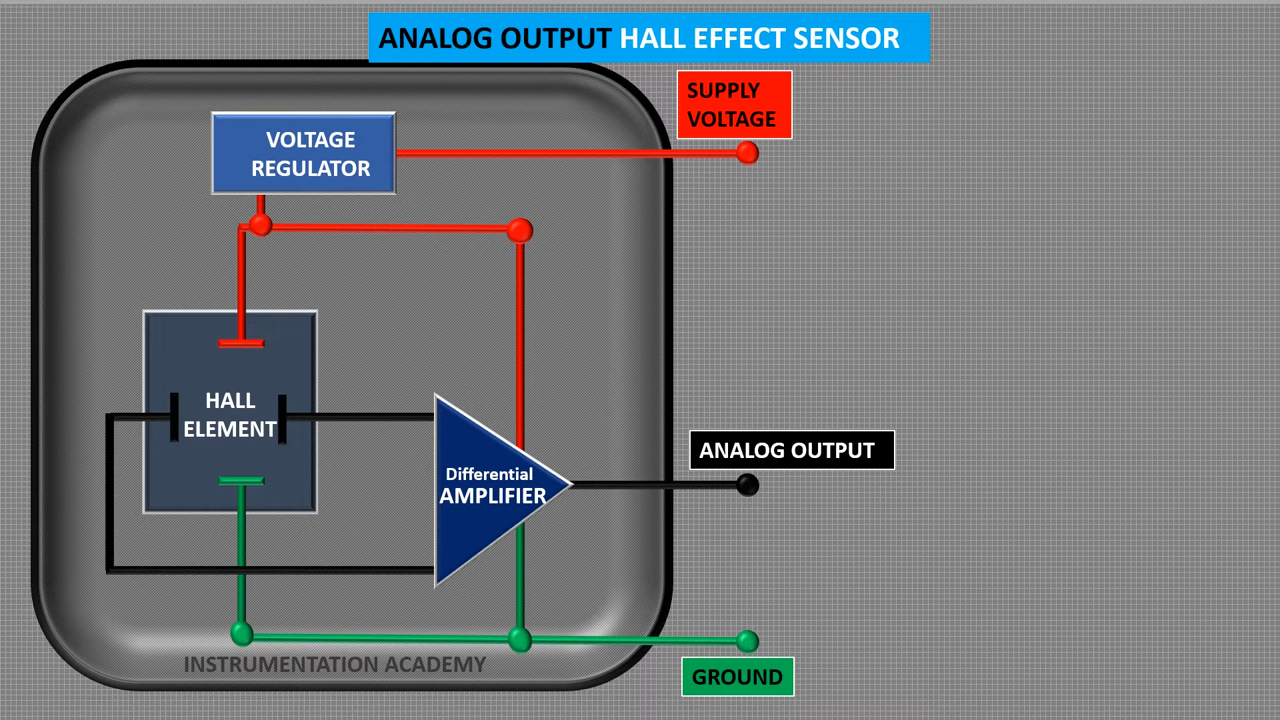 ANALOG OUTPUT HALL EFFECT SENSOR
SUPPLY
VOLTAGE
VOLTAGE
REGULATOR
HALL
ELEMENT
Differential
AMPLIFIER
ANALOG OUTPUT
INSTRUMENTATION ACADEMY
GROUND